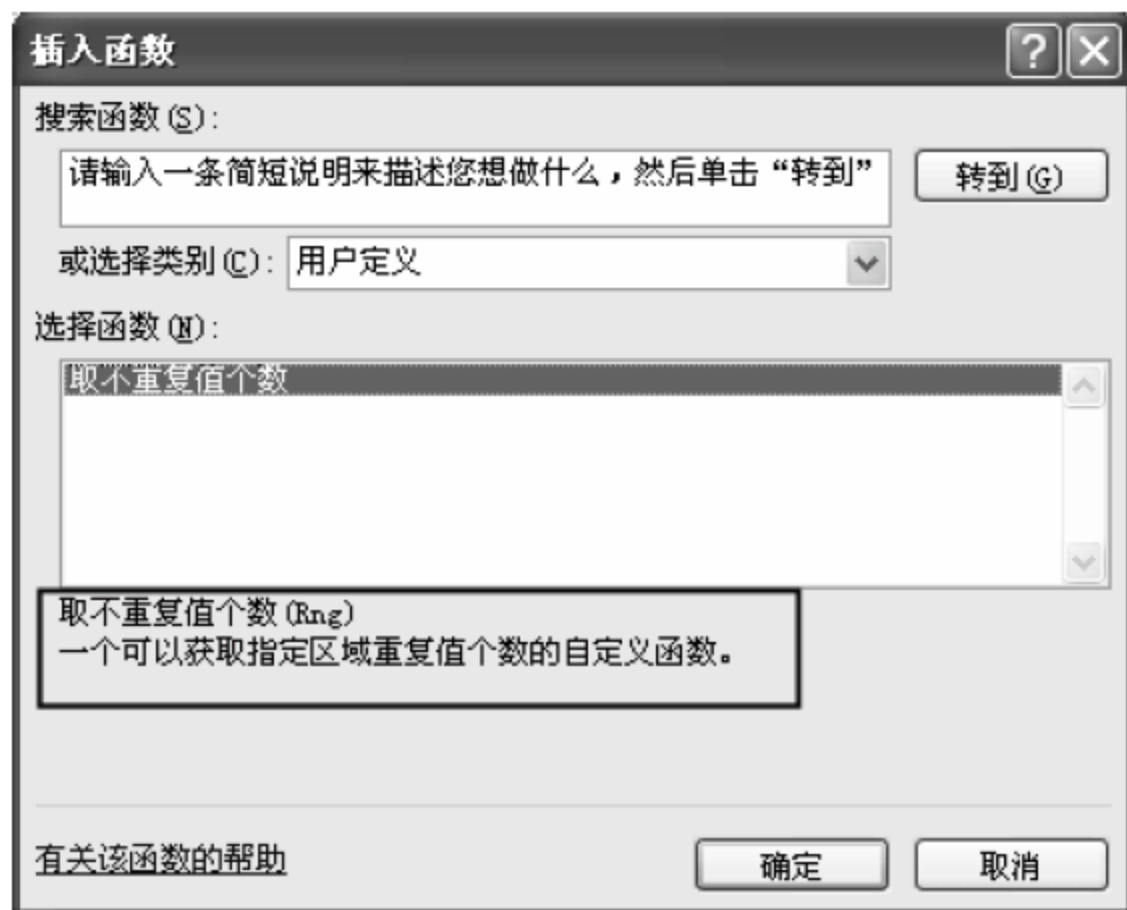 插入函数
搜索函数(S):
请输入一条简短说明来描述您想做什么，然后单击“转到”
转到(G)
或选择类别(C): 用户定义
选择函数(N):
取不重复值个数
取不重复值个数(Rng)
一个可以获取指定区域重复值个数的自定义函数。
有关该函数的帮助
确定
取消